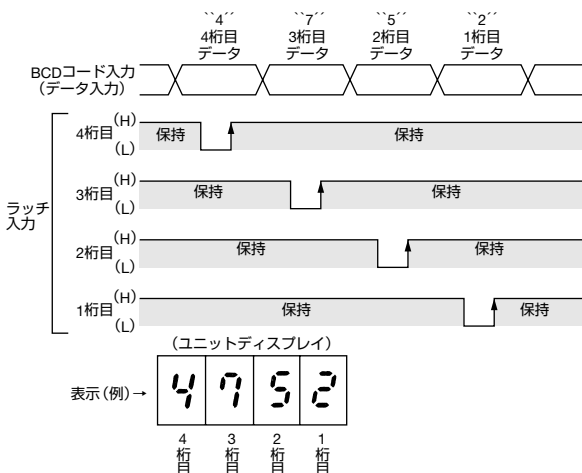 ``4'' ``7'' ``5'' ``2''
4桁目 3桁目 2桁目 1桁目
データ データ データ データ
BCDコード入力
(データ入力)
ラッチ
入力
4桁目 (H) (L) 保持 保持
3桁目 (H) (L) 保持 保持
2桁目 (H) (L) 保持 保持
1桁目 (H) (L) 保持 保持
(ユニットディスプレイ)
表示(例)→ 4 7 5 2
4桁目 3桁目 2桁目 1桁目